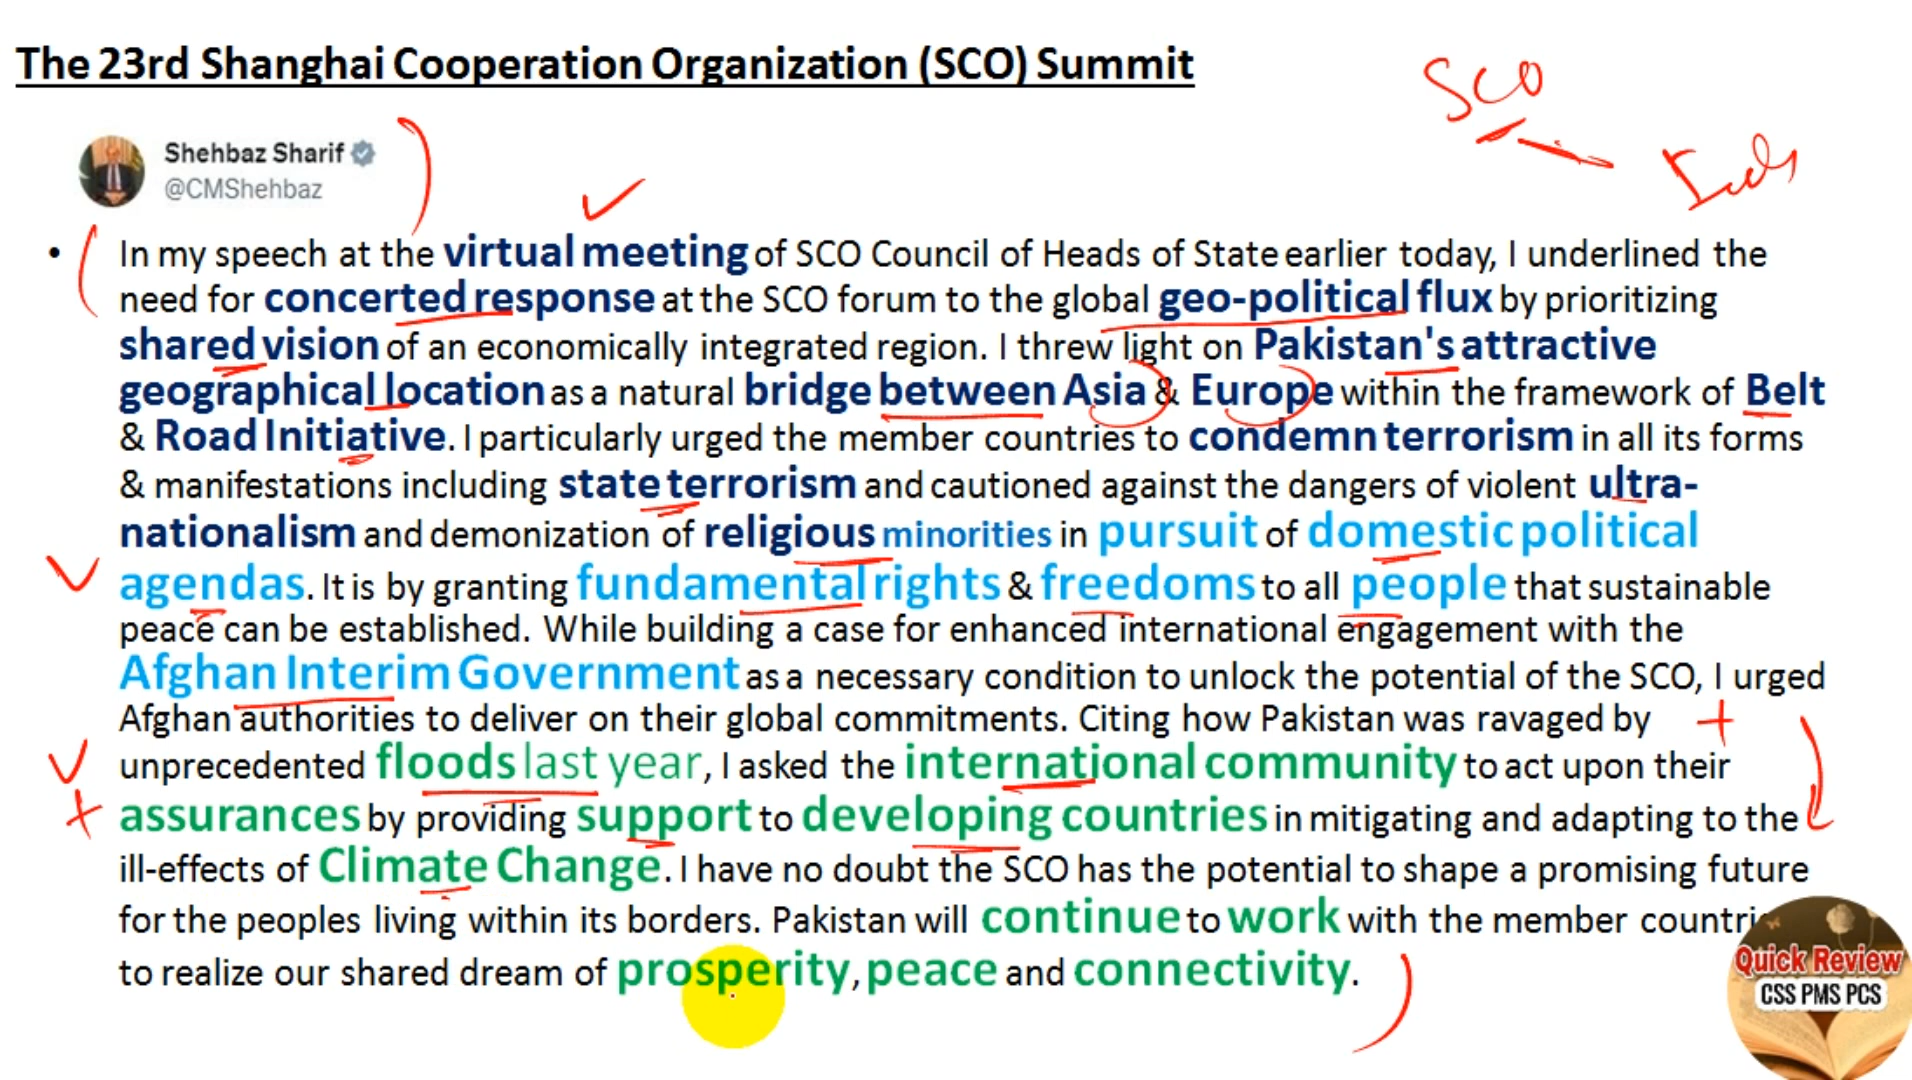 The 23rd Shanghai Cooperation Organization (SCO) Summit
SCO
Shehbaz Sharif
@CMShehbaz
• In my speech at the virtual meeting of SCO Council of Heads of State earlier today, I underlined the
need for concerted response at the SCO forum to the global geo-political flux by prioritizing
shared vision of an economically integrated region. I threw light on Pakistan's attractive
geographical location as a natural bridge between Asia & Europe within the framework of Belt
& Road Initiative. I particularly urged the member countries to condemn terrorism in all its forms
& manifestations including state terrorism and cautioned against the dangers of violent ultra-
nationalism and demonization of religious minorities in pursuit of domestic political
agendas. It is by granting fundamental rights & freedoms to all people that sustainable
peace can be established. While building a case for enhanced international engagement with the
Afghan Interim Government as a necessary condition to unlock the potential of the SCO, I urged
Afghan authorities to deliver on their global commitments. Citing how Pakistan was ravaged by
unprecedented floods last year, I asked the international community to act upon their
assurances by providing support to developing countries in mitigating and adapting to the
ill-effects of Climate Change. I have no doubt the SCO has the potential to shape a promising future
for the peoples living within its borders. Pakistan will continue to work with the member
to realize our shared dream of prosperity, peace and connectivity.
Quick Review
CSS PMS PCS